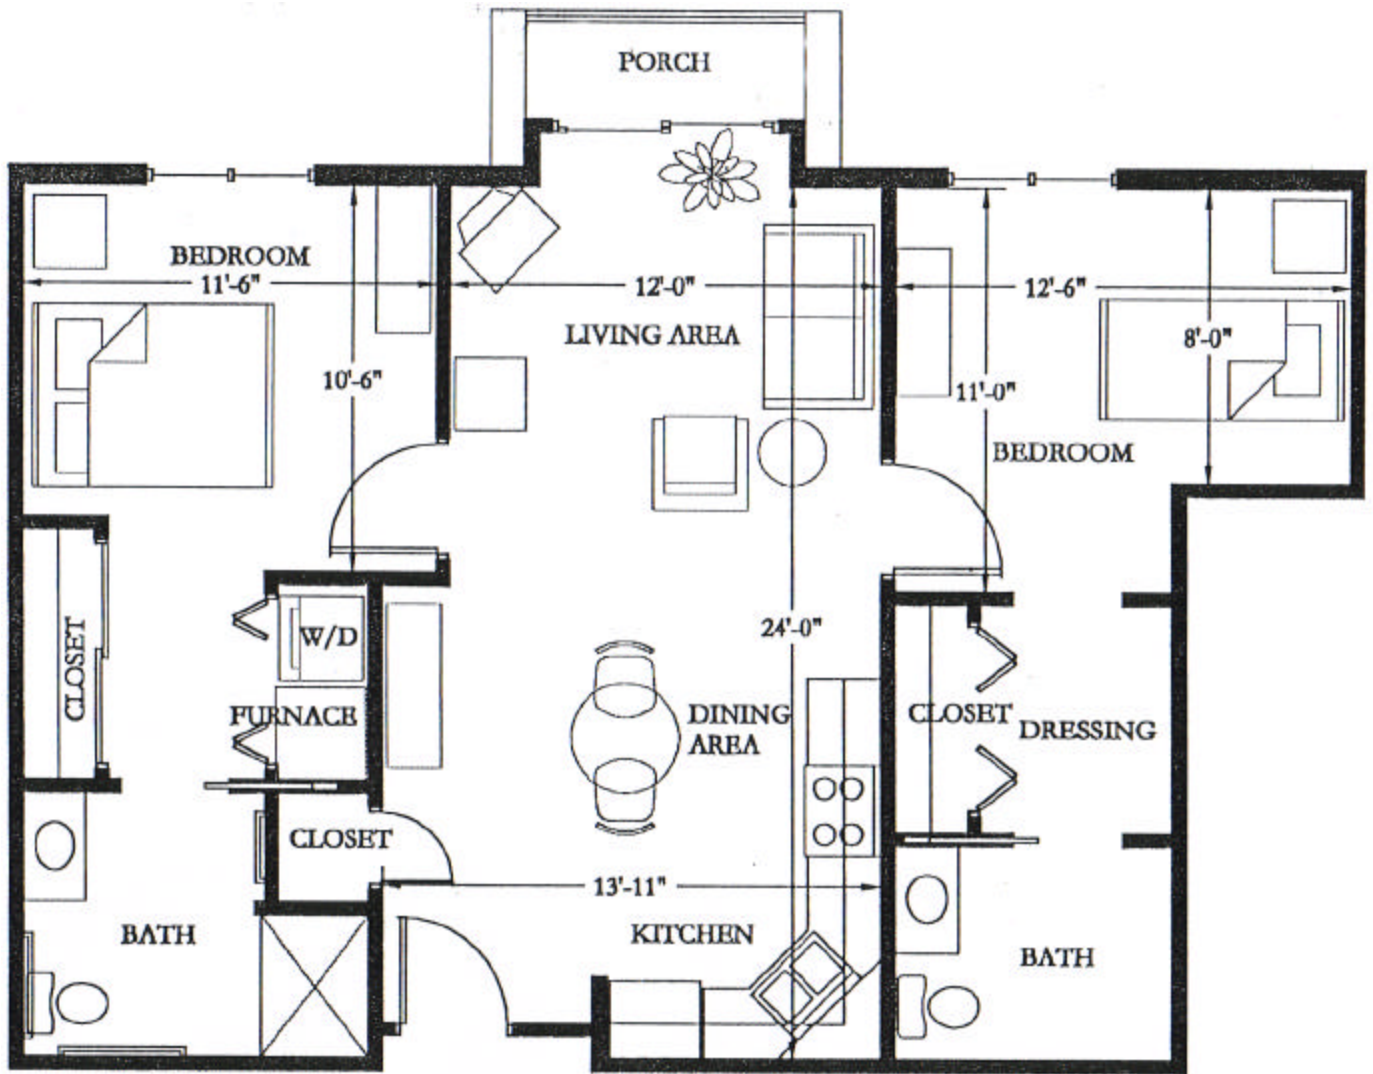 PORCH
BEDROOM
11'-6"
12'-0"
12'-6"
LIVING AREA
8'-0"
10'-6"
11'-0"
BEDROOM
24'-0"
W/D
CLOSET
FURNACE
DINING
AREA
CLOSET
DRESSING
CLOSET
13'-11"
BATH
KITCHEN
BATH